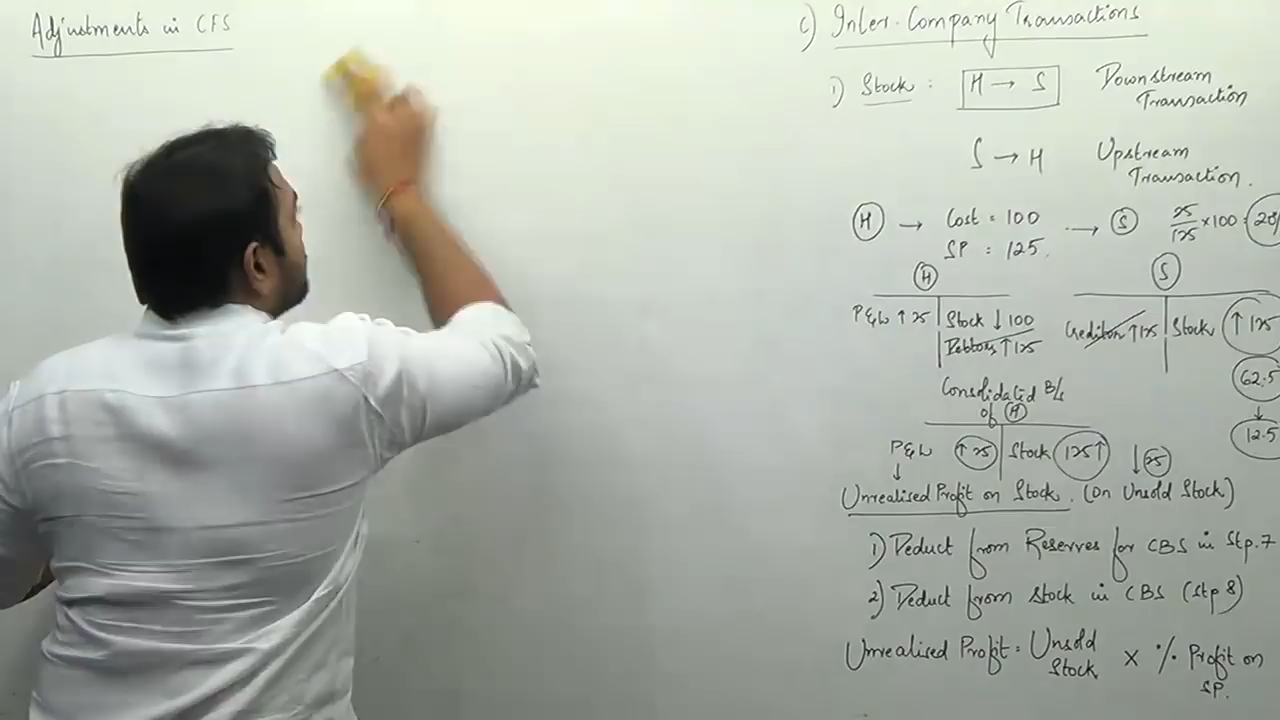 Adjustments in CFS
c) Inter-Company Transactions
1) Stock : H → S Downstream
Transaction
S → H Upstream
Transaction.
H → Cost = 100 → S 25/125 × 100 = 20%
SP = 125.
H S
P&L ↑ 25 Stock ↓ 100 Creditors ↑ 125 Stock ↑ 125
Debtors ↑ 125
62.5
↓
12.5
Consolidated B/s
of H
P&L ↑ 25 Stock 125 ↑ ↓ 25
↓
Unrealised Profit on Stock. (On Unsold Stock)
1) Deduct from Reserves for CBS in Stp. 7
2) Deduct from stock in CBS (Stp 8)
Unrealised Profit = Unsold Stock × % Profit on SP.